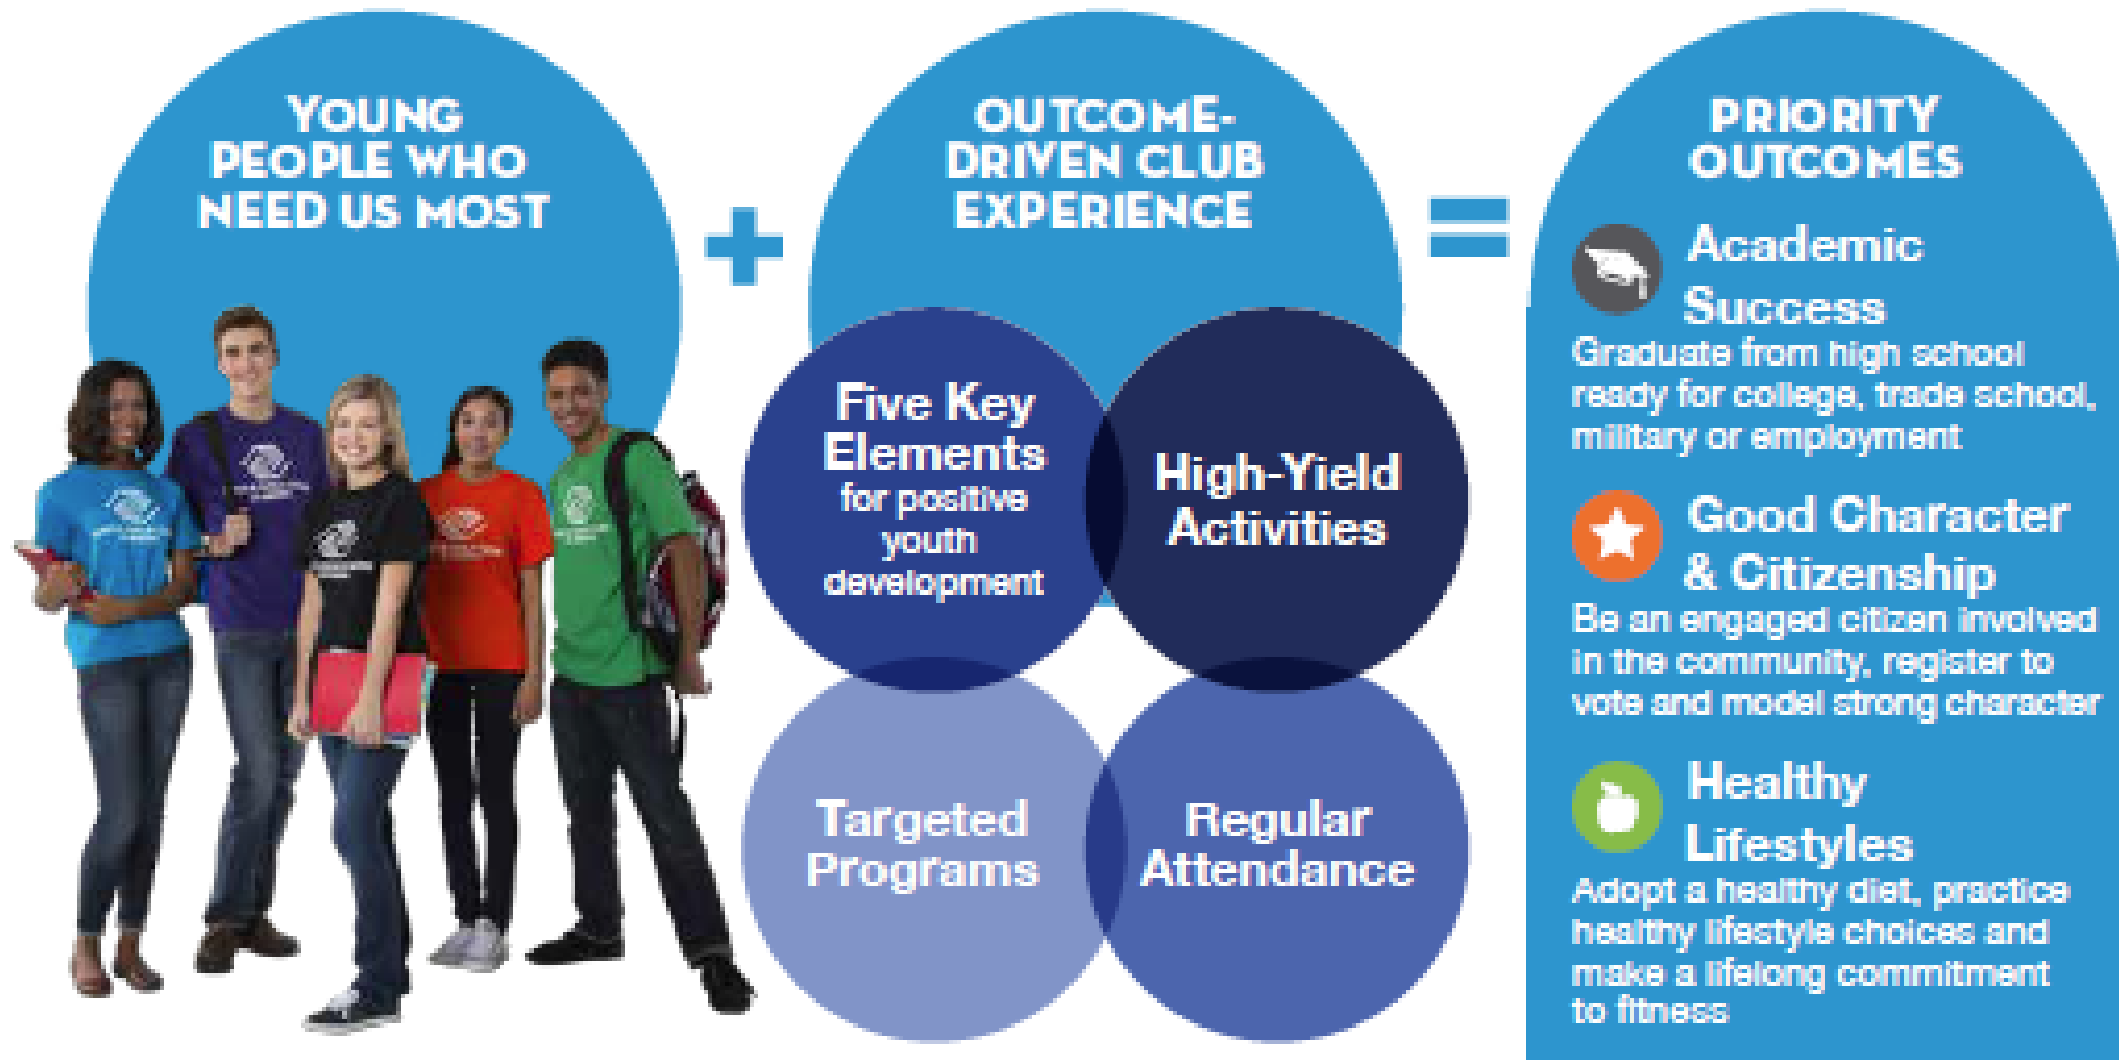 YOUNG
PEOPLE WHO
NEED US MOST
+
OUTCOME-
DRIVEN CLUB
EXPERIENCE
Five Key
Elements
for positive
youth
development
High-Yield
Activities
Targeted
Programs
Regular
Attendance
=
PRIORITY
OUTCOMES
Academic
Success
Graduate from high school
ready for college, trade school,
military or employment
Good Character
& Citizenship
Be an engaged citizen involved
in the community, register to
vote and model strong character
Healthy
Lifestyles
Adopt a healthy diet, practice
healthy lifestyle choices and
make a lifelong commitment
to fitness